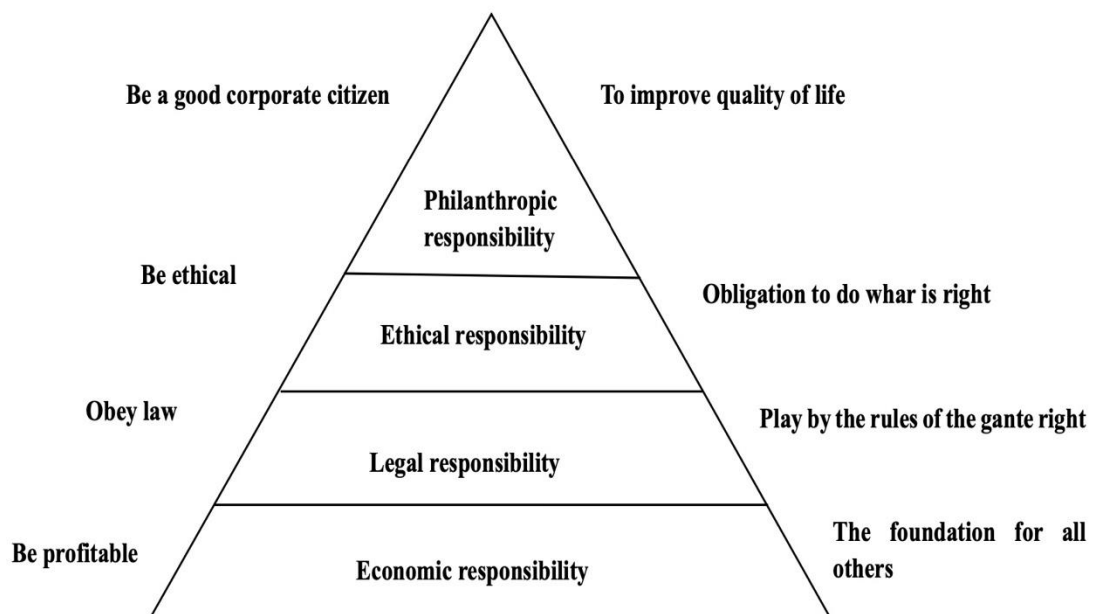 Be a good corporate citizen
To improve quality of life
Philanthropic
responsibility
Be ethical
Obligation to do whar is right
Ethical responsibility
Obey law
Play by the rules of the gante right
Legal responsibility
Be profitable
The foundation for all
others
Economic responsibility